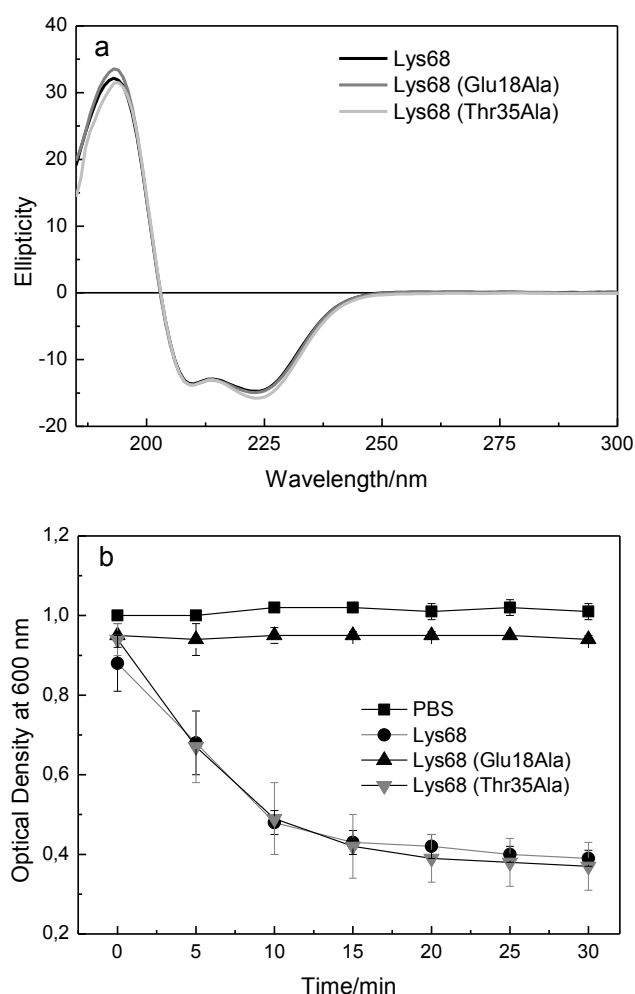 a
Lys68
Lys68 (Glu18Ala)
Lys68 (Thr35Ala)
40
30
20
10
0
-10
-20
Ellipticity
200
225
250
275
300
Wavelength/nm
b
1,2
1,0
0,8
0,6
0,4
0,2
Optical Density at 600 nm
PBS
Lys68
Lys68 (Glu18Ala)
Lys68 (Thr35Ala)
0
5
10
15
20
25
30
Time/min